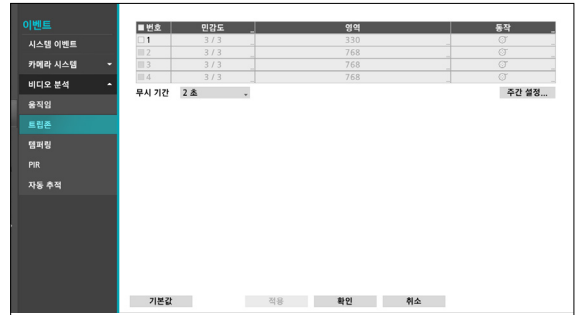 이벤트
시스템 이벤트
카메라 시스템
비디오 분석
움직임
트립존
템퍼링
PIR
자동 추적
번호 민감도 영역 동작
1 3 / 3 330
2 3 / 3 768
3 3 / 3 768
4 3 / 3 768
무시 기간 2 초 주간 설정...
기본값 적용 확인 취소